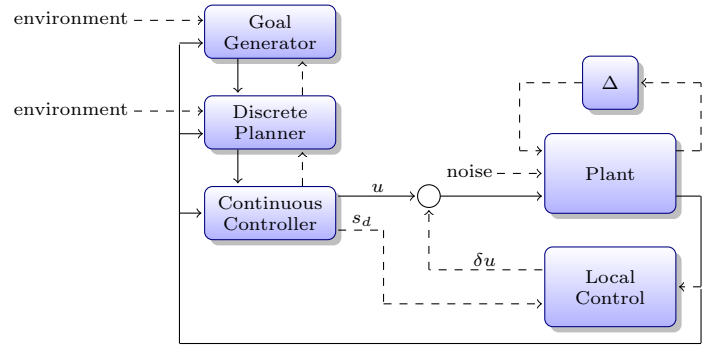 environment
Goal
Generator
environment
Discrete
Planner
Δ
noise
Plant
Continuous
Controller
u
s_d
δu
Local
Control